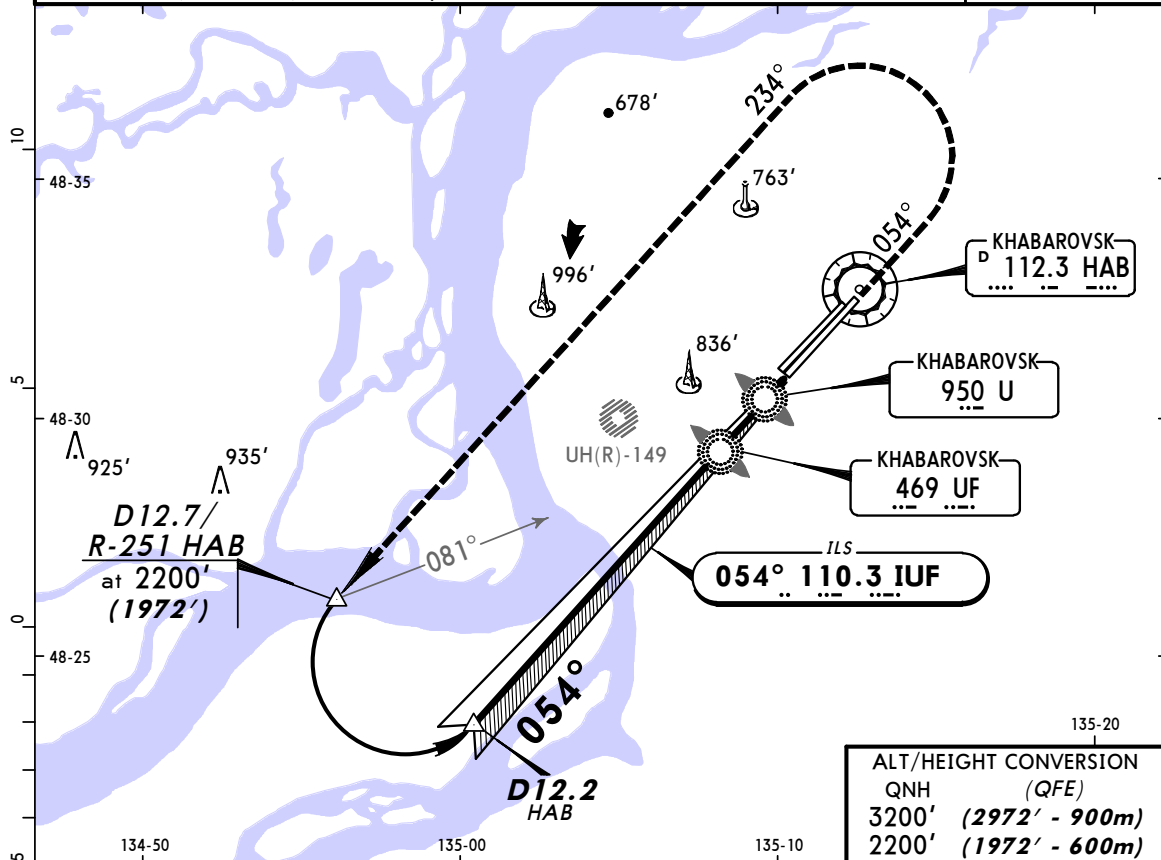 10
48-35
5
48-30
0
48-25
5
678'
763'
996'
836'
925'
935'
234°
054°
KHABAROVSK
D 112.3 HAB
KHABAROVSK
950 U
KHABAROVSK
469 UF
UH(R)-149
ILS
054° 110.3 IUF
D12.7/
R-251 HAB
at 2200'
(1972')
081°
054°
D12.2
HAB
134-50
135-00
135-10
135-20
ALT/HEIGHT CONVERSION
QNH (QFE)
3200' (2972' - 900m)
2200' (1972' - 600m)